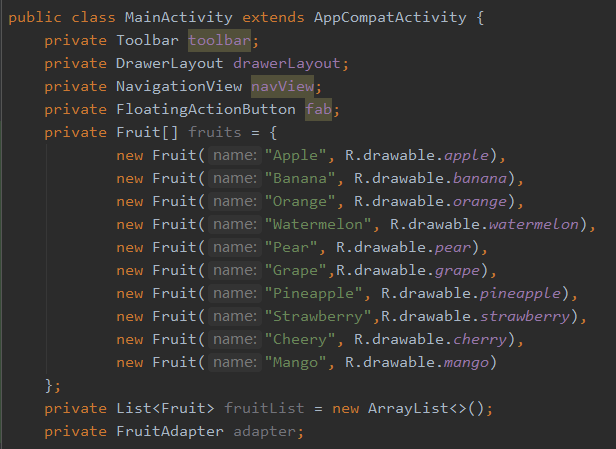 public class MainActivity extends AppCompatActivity {
    private Toolbar toolbar;
    private DrawerLayout drawerLayout;
    private NavigationView navView;
    private FloatingActionButton fab;
    private Fruit[] fruits = {
            new Fruit( name: "Apple", R.drawable.apple),
            new Fruit( name: "Banana", R.drawable.banana),
            new Fruit( name: "Orange", R.drawable.orange),
            new Fruit( name: "Watermelon", R.drawable.watermelon),
            new Fruit( name: "Pear", R.drawable.pear),
            new Fruit( name: "Grape",R.drawable.grape),
            new Fruit( name: "Pineapple", R.drawable.pineapple),
            new Fruit( name: "Strawberry",R.drawable.strawberry),
            new Fruit( name: "Cheery", R.drawable.cherry),
            new Fruit( name: "Mango", R.drawable.mango)
    };
    private List<Fruit> fruitList = new ArrayList<>();
    private FruitAdapter adapter;